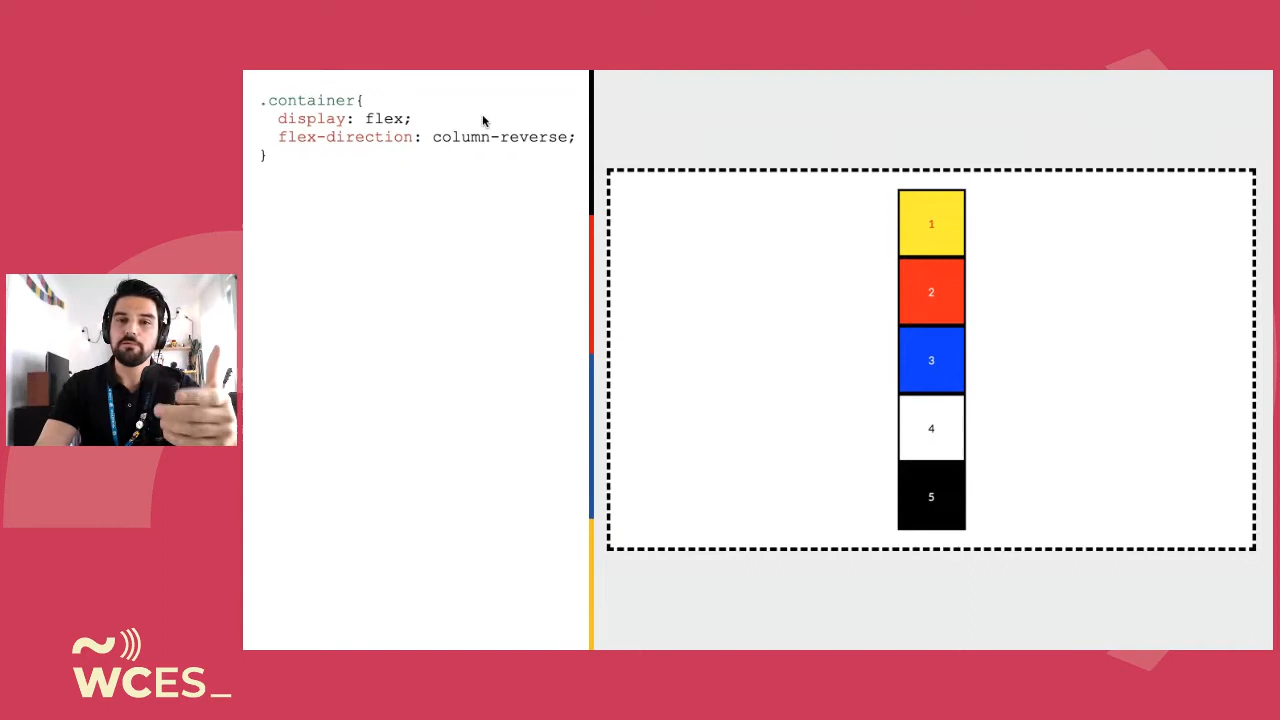 .container{
display: flex;
flex-direction: column-reverse;
}
1
2
3
4
5
WCES_